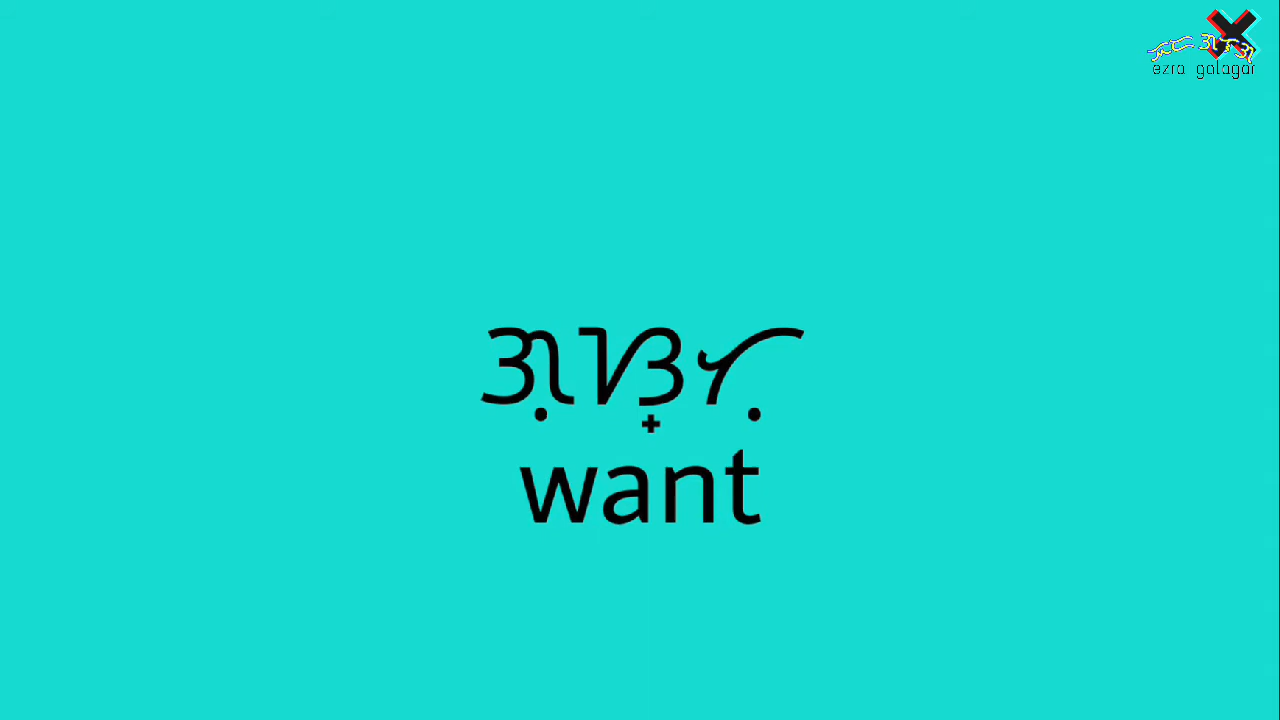 ezra galagar
ᜄᜓᜐ᜔ᜆᜓ
want